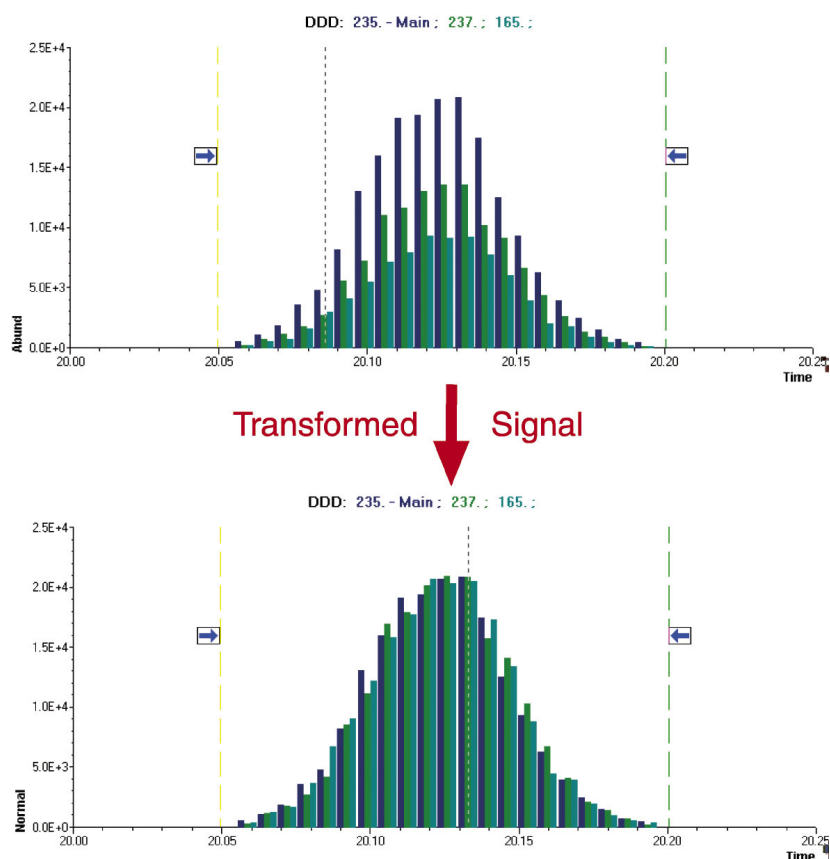 DDD: 235. - Main ; 237. ; 165. ;
2.5E+4
2.0E+4
1.5E+4
1.0E+4
5.0E+3
0.0E+0
Abund
20.00 20.05 20.10 20.15 20.20 20.25
Time
Transformed Signal
DDD: 235. - Main ; 237. ; 165. ;
2.5E+4
2.0E+4
1.5E+4
1.0E+4
5.0E+3
0.0E+0
Normal
20.00 20.05 20.10 20.15 20.20 20.25
Time